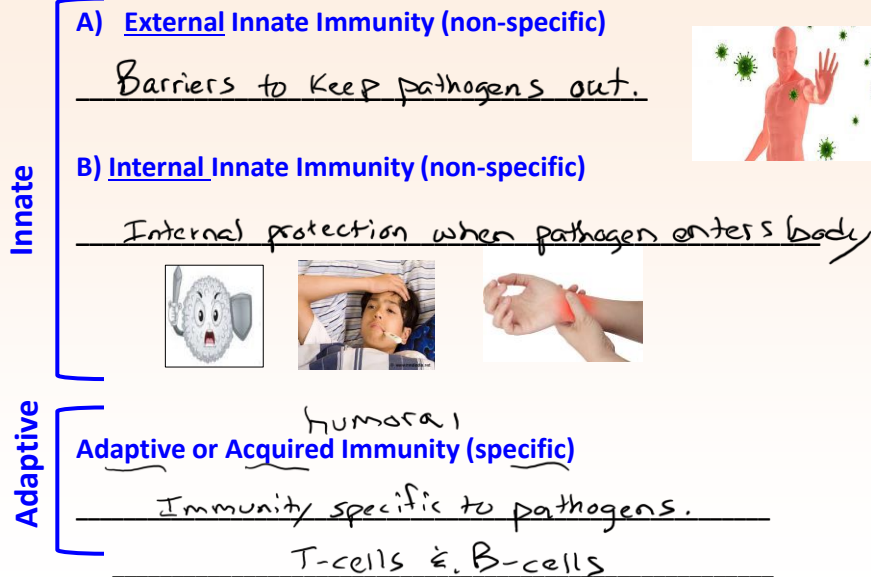 A) External Innate Immunity (non-specific)
Barriers to keep pathogens out.
B) Internal Innate Immunity (non-specific)
Internal protection when pathogen enters body
Innate
humoral
Adaptive or Acquired Immunity (specific)
Immunity specific to pathogens.
T-cells &. B-cells
Adaptive